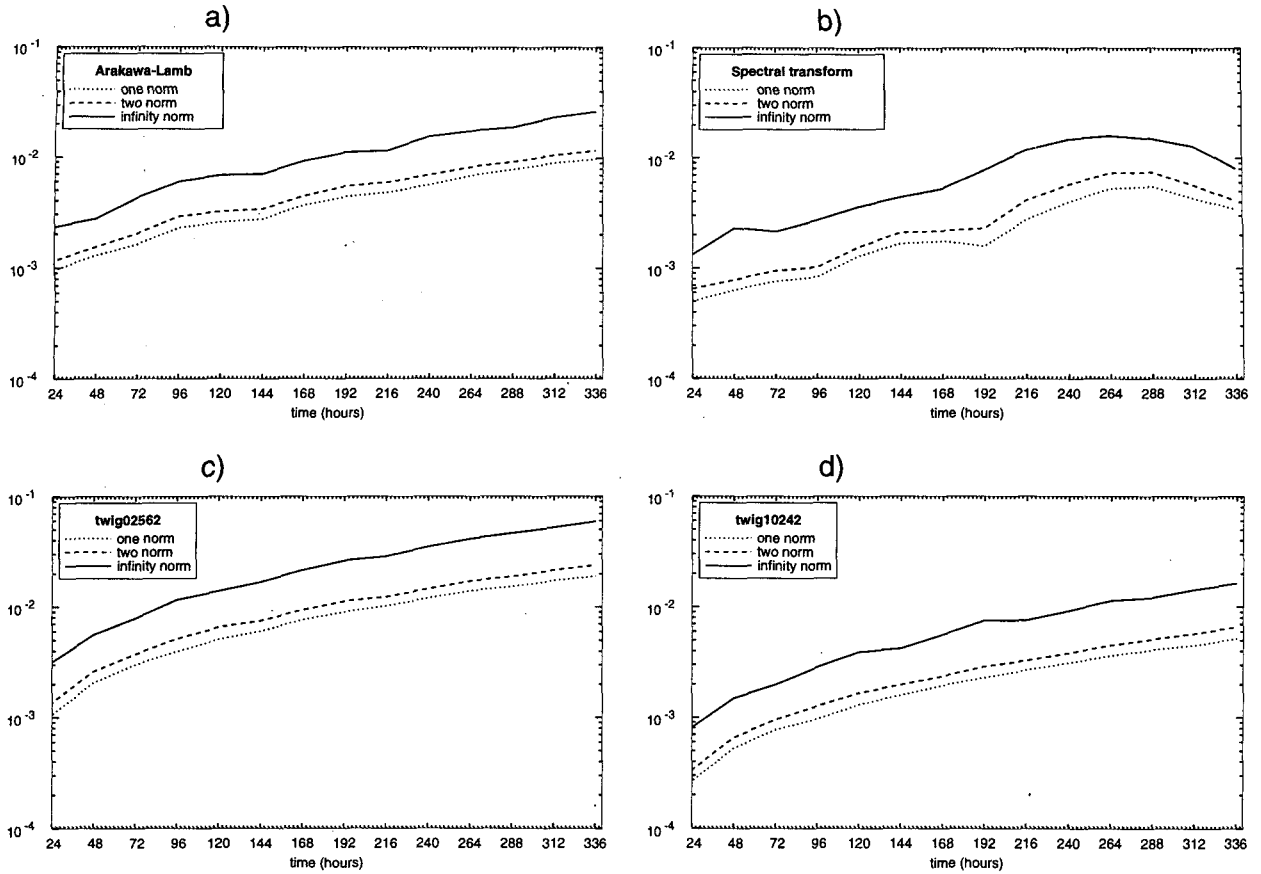 a)
10-1
10-2
10-3
10-4
Arakawa-Lamb
one norm
two norm
infinity norm
24 48 72 96 120 144 168 192 216 240 264 288 312 336
time (hours)
b)
10-1
10-2
10-3
10-4
Spectral transform
one norm
two norm
infinity norm
24 48 72 96 120 144 168 192 216 240 264 288 312 336
time (hours)
c)
10-1
10-2
10-3
10-4
twig02562
one norm
two norm
infinity norm
24 48 72 96 120 144 168 192 216 240 264 288 312 336
time (hours)
d)
10-1
10-2
10-3
10-4
twig10242
one norm
two norm
infinity norm
24 48 72 96 120 144 168 192 216 240 264 288 312 336
time (hours)